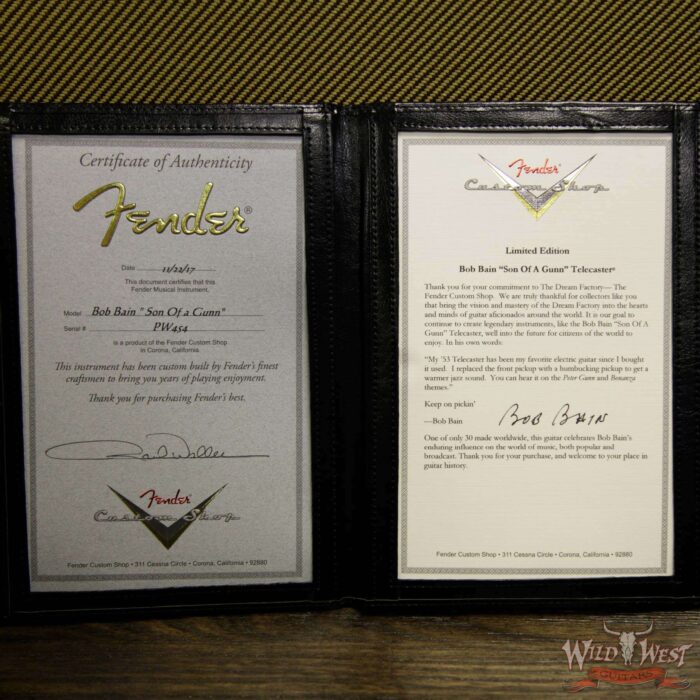 Certificate of Authenticity
Fender®
Date 11/22/17
This document certifies that this
Fender Musical Instrument.
Model Bob Bain "Son Of a Gunn"
Serial # PW454
is a product of the Fender Custom Shop
in Corona, California.
This instrument has been custom built by Fender's finest
craftsmen to bring you years of playing enjoyment.
Thank you for purchasing Fender's best.
Fender
Custom Shop
Fender Custom Shop • 311 Cessna Circle • Corona, California • 92880
Fender
Custom Shop
Limited Edition
Bob Bain “Son Of A Gunn” Telecaster®
Thank you for your commitment to The Dream Factory— The
Fender Custom Shop. We are truly thankful for collectors like you
that bring the vision and mastery of the Dream Factory into the hearts
and minds of guitar aficionados around the world. It is our goal to
continue to create legendary instruments, like the Bob Bain “Son Of A
Gunn” Telecaster, well into the future for citizens of the world to
enjoy. In his own words:
“My ’53 Telecaster has been my favorite electric guitar since I bought
it used. I replaced the front pickup with a humbucking pickup to get a
warmer jazz sound. You can hear it on the Peter Gunn and Bonanza
themes.”
Keep on pickin’
—Bob Bain
BOB BAIN
One of only 30 made worldwide, this guitar celebrates Bob Bain’s
enduring influence on the world of music, both popular and
broadcast. Thank you for your purchase, and welcome to your place in
guitar history.
Fender Custom Shop • 311 Cessna Circle • Corona, California • 92880
WILD WEST
GUITARS